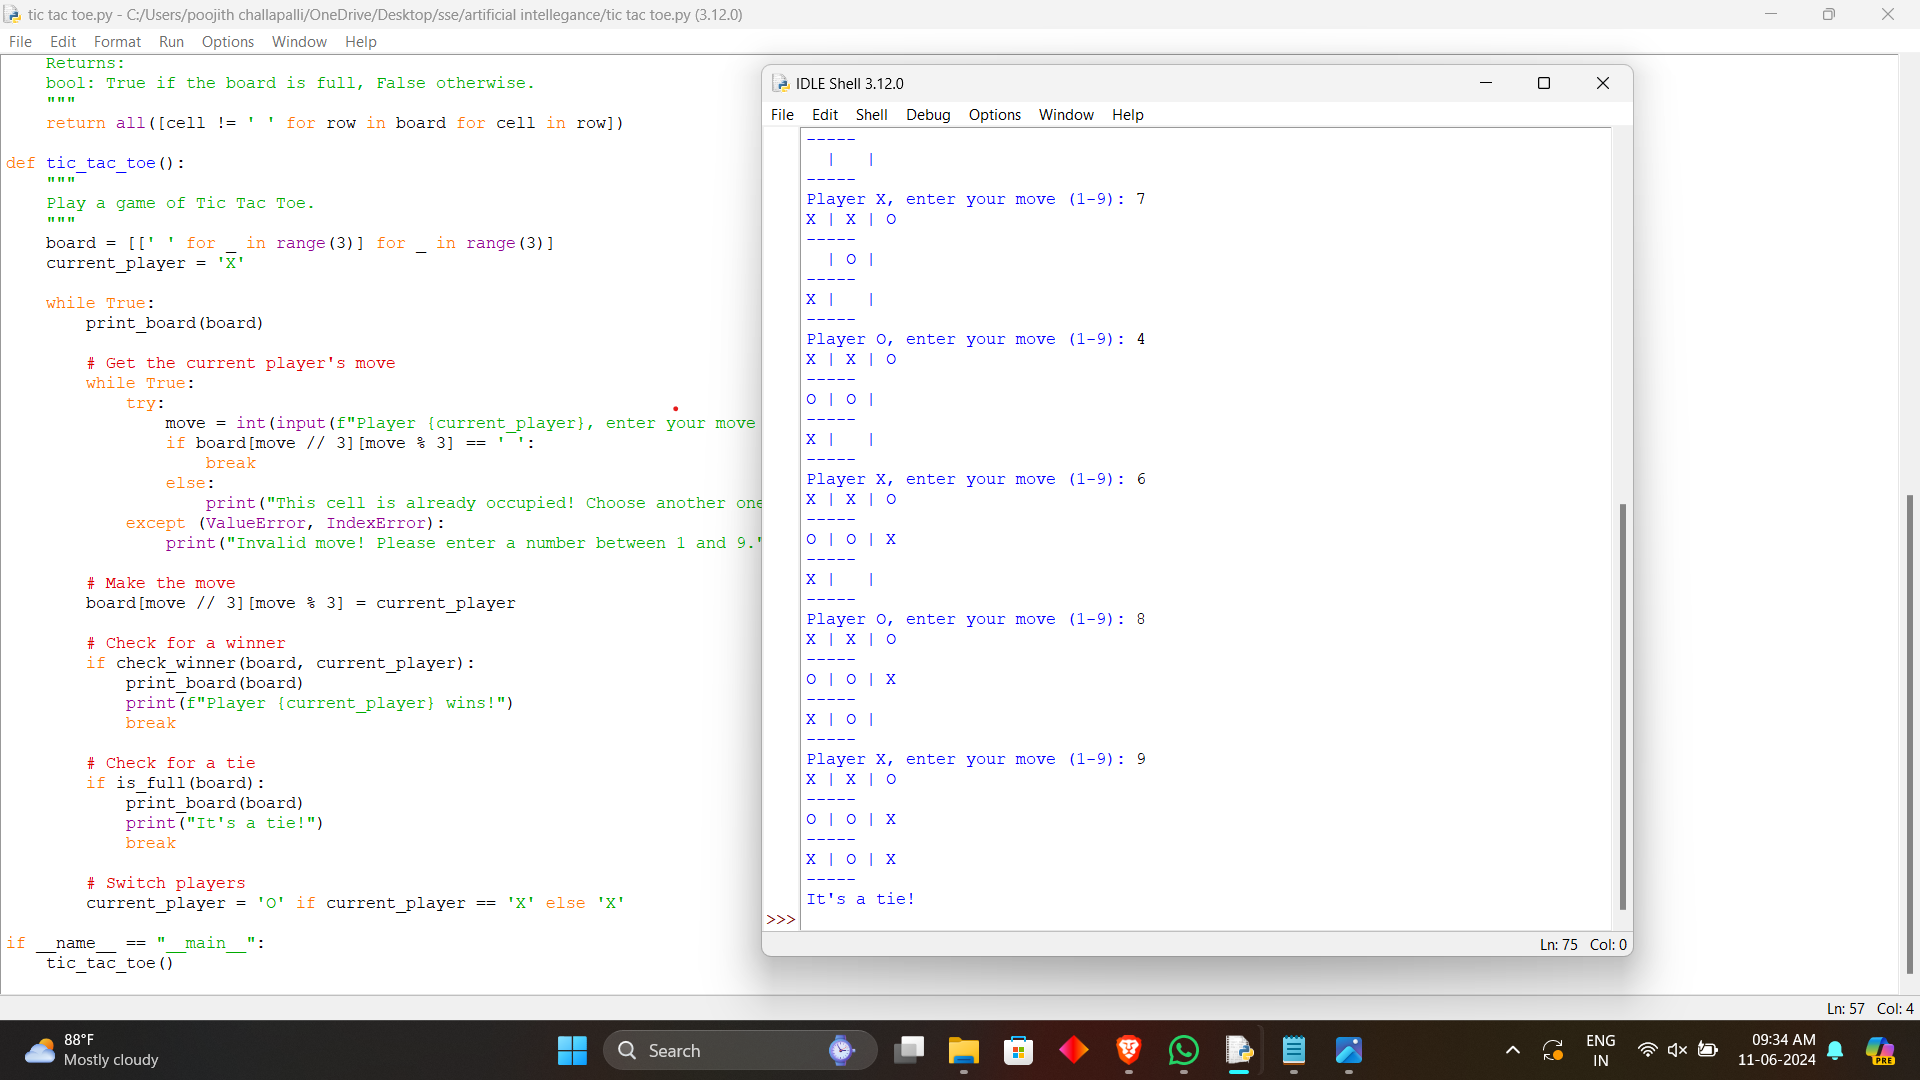 tic tac toe.py - C:/Users/poojith challapalli/OneDrive/Desktop/sse/artificial intellegance/tic tac toe.py (3.12.0)
File Edit Format Run Options Window Help
    Returns:
    bool: True if the board is full, False otherwise.
    """
    return all([cell != ' ' for row in board for cell in row])
def tic_tac_toe():
    """
    Play a game of Tic Tac Toe.
    """
    board = [[' ' for _ in range(3)] for _ in range(3)]
    current_player = 'X'
    while True:
        print_board(board)
        # Get the current player's move
        while True:
            try:
                move = int(input(f"Player {current_player}, enter your move
                if board[move // 3][move % 3] == ' ':
                    break
                else:
                    print("This cell is already occupied! Choose another one
            except (ValueError, IndexError):
                print("Invalid move! Please enter a number between 1 and 9."
        # Make the move
        board[move // 3][move % 3] = current_player
        # Check for a winner
        if check_winner(board, current_player):
            print_board(board)
            print(f"Player {current_player} wins!")
            break
        # Check for a tie
        if is_full(board):
            print_board(board)
            print("It's a tie!")
            break
        # Switch players
        current_player = 'O' if current_player == 'X' else 'X'
if __name__ == "__main__":
    tic_tac_toe()
IDLE Shell 3.12.0
File Edit Shell Debug Options Window Help
-----
  |   |
-----
Player X, enter your move (1-9): 7
X | X | O
-----
  | O |
-----
X |   |
-----
Player O, enter your move (1-9): 4
X | X | O
-----
O | O |
-----
X |   |
-----
Player X, enter your move (1-9): 6
X | X | O
-----
O | O | X
-----
X |   |
-----
Player O, enter your move (1-9): 8
X | X | O
-----
O | O | X
-----
X | O |
-----
Player X, enter your move (1-9): 9
X | X | O
-----
O | O | X
-----
X | O | X
-----
It's a tie!
>>>
Ln: 75 Col: 0
Ln: 57 Col: 4
88°F
Mostly cloudy
Search
ENG
IN
09:34 AM
11-06-2024
PRE